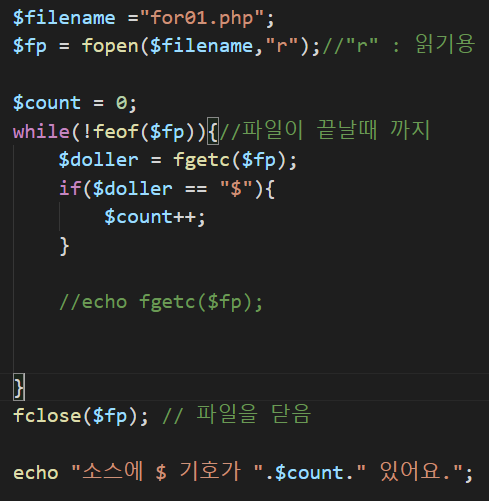 $filename ="for01.php";
$fp = fopen($filename,"r");//"r" : 읽기용
$count = 0;
while(!feof($fp)){//파일이 끝날때 까지
$doller = fgetc($fp);
if($doller == "$"){
$count++;
}
//echo fgetc($fp);
}
fclose($fp); // 파일을 닫음
echo "소스에 $ 기호가 ".$count." 있어요.";